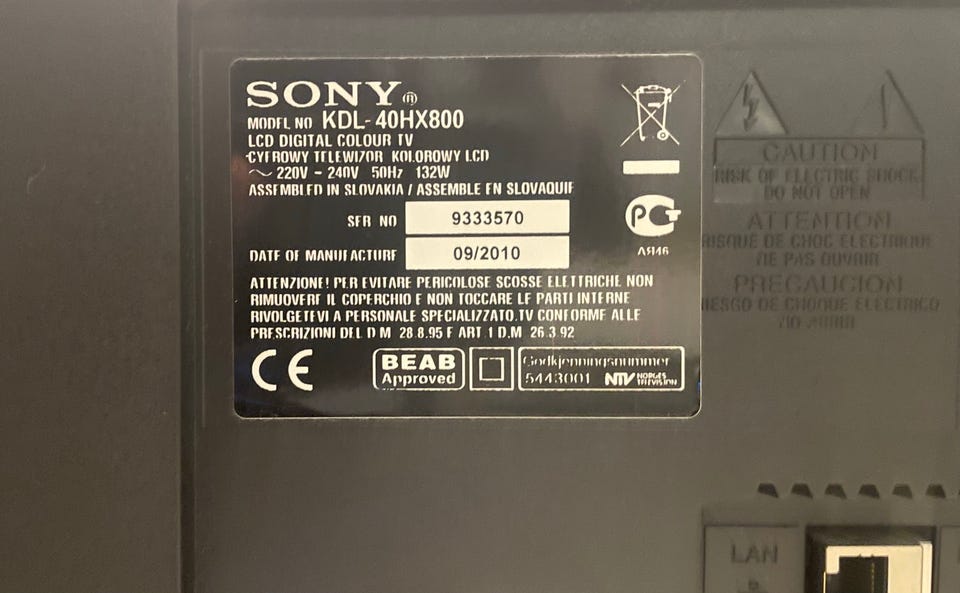 SONY®
MODEL NO KDL-40HX800
LCD DIGITAL COLOUR TV
CYFROWY TELEWIZOR KOLOROWY LCD
～ 220V - 240V 50Hz 132W
ASSEMBLED IN SLOVAKIA / ASSEMBLE EN SLOVAQUIE
SER NO 9333570
DATE OF MANUFACTURE 09/2010
ATTENZIONE! PER EVITARE PERICOLOSE SCOSSE ELETTRICHE NON
RIMUOVERE IL COPERCHIO E NON TOCCARE LE PARTI INTERNE
RIVOLGETEVI A PERSONALE SPECIALIZZATO.TV CONFORME ALLE
PRESCRIZIONI DEL D M 28.8.95 E ART 1 D.M 26.3.92
CE
BEAB
Approved
Godkjenningsnummer
5443001 NTV NORGES
TELEVISION
PG
АЯ46
CAUTION
RISK OF ELECTRIC SHOCK
DO NOT OPEN
ATTENTION
RISQUE DE CHOC ELECTRIQUE
NE PAS OUVRIR
PRECAUCION
RIESGO DE CHOQUE ELECTRICO
NO ABRIR
LAN